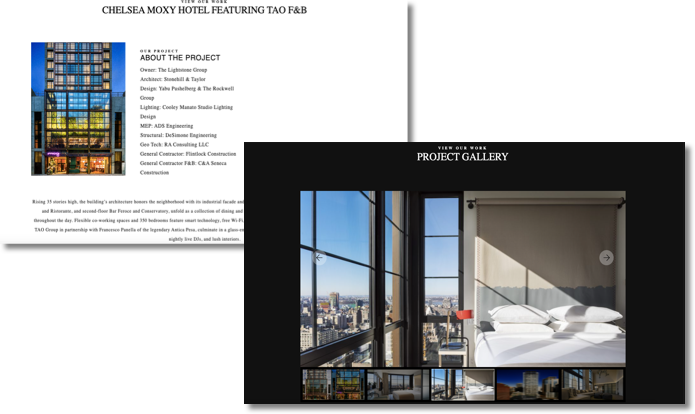 VIEW OUR WORK
CHELSEA MOXY HOTEL FEATURING TAO F&B
OUR PROJECT
ABOUT THE PROJECT
Owner: The Lightstone Group
Architect: Stonehill & Taylor
Design: Yabu Pushelberg & The Rockwell
Group
Lighting: Cooley Monato Studio Lighting
Design
MEP: ADS Engineering
Structural: DeSimone Engineering
Geo Tech: RA Consulting LLC
General Contractor: Flintlock Construction
General Contractor F&B: C&A Seneca
Construction
Rising 35 stories high, the building's architecture honors the neighborhood with its industrial facade and
and Ristorante, and second-floor Bar Feroce and Conservatory, unfold as a collection of dining and
throughout the day. Flexible co-working spaces and 350 bedrooms feature smart technology, free Wi-Fi,
TAO Group in partnership with Francesco Panella of the legendary Antica Pesa, culminate in a glass-en
nightly live DJs, and lush interiors.
VIEW OUR WORK
PROJECT GALLERY